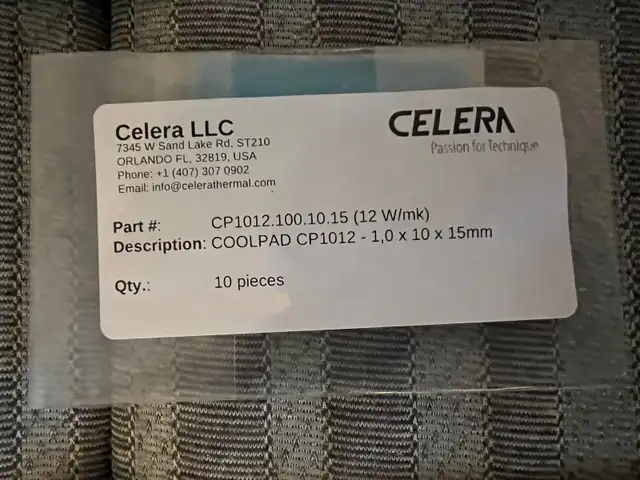 Celera LLC
7345 W Sand Lake Rd, ST210
ORLANDO FL, 32819, USA
Phone: +1 (407) 307 0902
Email: info@celerathermal.com
CELERA
Passion for Technique
Part #: CP1012.100.10.15 (12 W/mk)
Description: COOLPAD CP1012 - 1,0 x 10 x 15mm
Qty.: 10 pieces